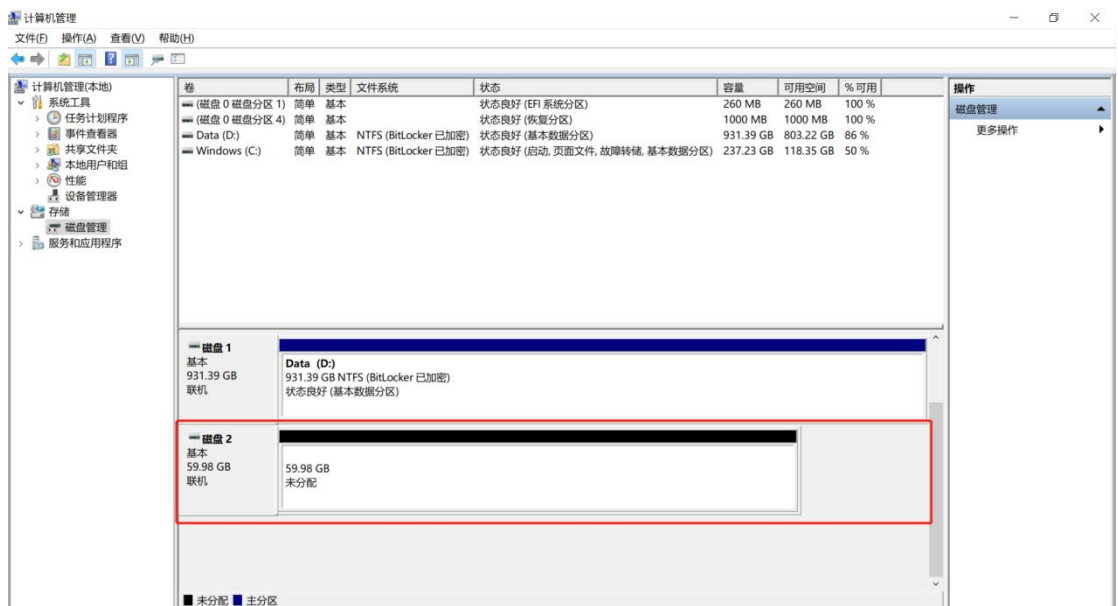 计算机管理
文件(F) 操作(A) 查看(V) 帮助(H)
计算机管理(本地)
系统工具
任务计划程序
事件查看器
共享文件夹
本地用户和组
性能
设备管理器
存储
磁盘管理
服务和应用程序
卷 布局 类型 文件系统 状态 容量 可用空间 % 可用
(磁盘 0 磁盘分区 1) 简单 基本 状态良好 (EFI 系统分区) 260 MB 260 MB 100 %
(磁盘 0 磁盘分区 4) 简单 基本 状态良好 (恢复分区) 1000 MB 1000 MB 100 %
Data (D:) 简单 基本 NTFS (BitLocker 已加密) 状态良好 (基本数据分区) 931.39 GB 803.22 GB 86 %
Windows (C:) 简单 基本 NTFS (BitLocker 已加密) 状态良好 (启动, 页面文件, 故障转储, 基本数据分区) 237.23 GB 118.35 GB 50 %
磁盘 1
基本
931.39 GB
联机
Data (D:)
931.39 GB NTFS (BitLocker 已加密)
状态良好 (基本数据分区)
磁盘 2
基本
59.98 GB
联机
59.98 GB
未分配
未分配 主分区
操作
磁盘管理
更多操作